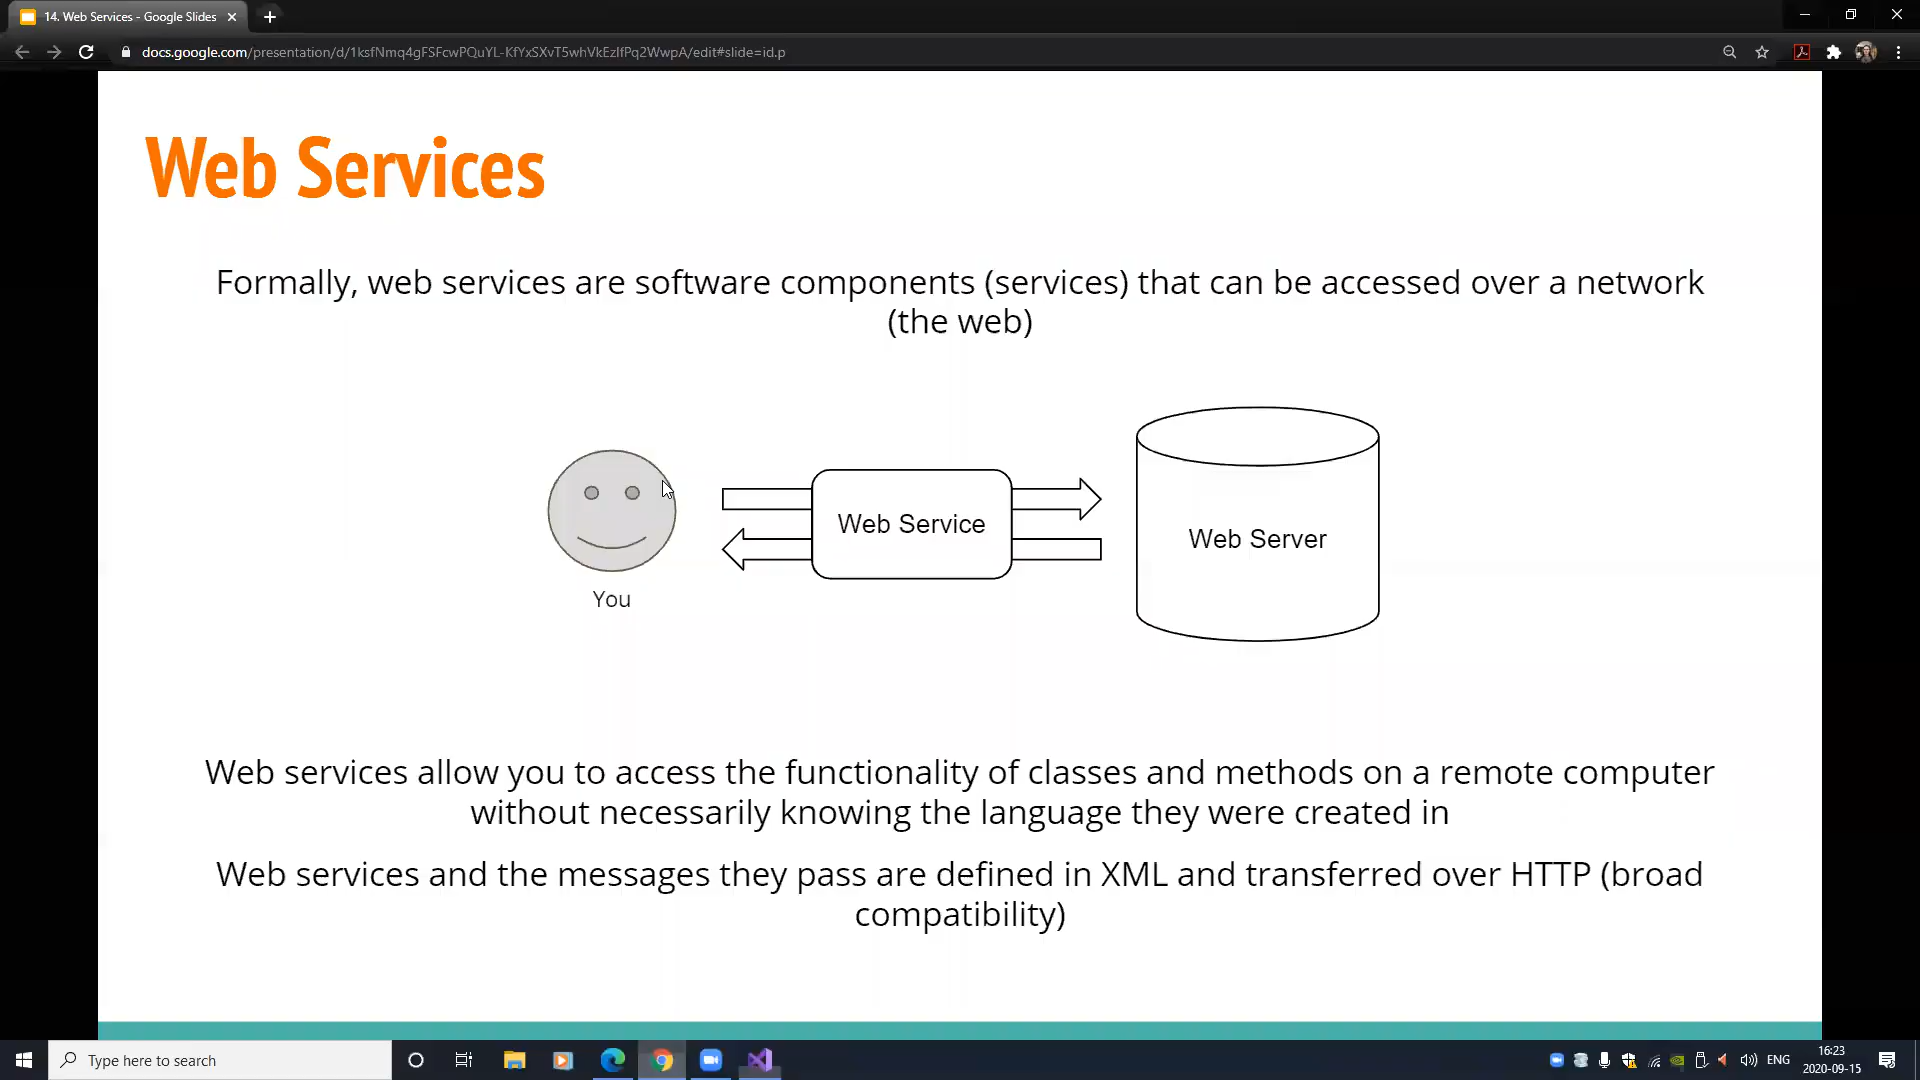 14. Web Services - Google Slides
docs.google.com/presentation/d/1ksfNmq4gFSFcwPQuYL-KfYxSXvT5whVkEzIfPq2WwpA/edit#slide=id.p
Web Services
Formally, web services are software components (services) that can be accessed over a network
(the web)
Web Service
Web Server
You
Web services allow you to access the functionality of classes and methods on a remote computer
without necessarily knowing the language they were created in
Web services and the messages they pass are defined in XML and transferred over HTTP (broad
compatibility)
Type here to search
ENG
16:23
2020-09-15